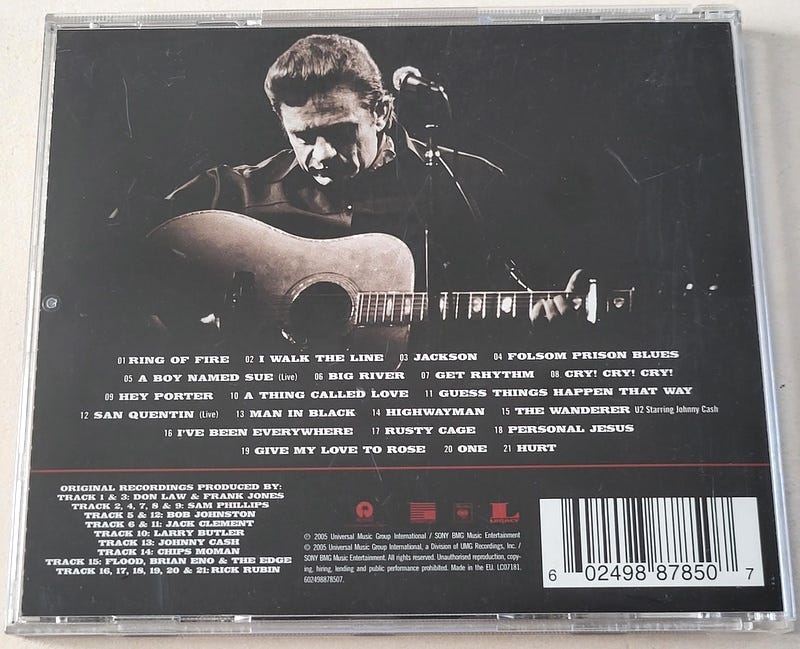 01 RING OF FIRE 02 I WALK THE LINE 03 JACKSON 04 FOLSOM PRISON BLUES
05 A BOY NAMED SUE (Live) 06 BIG RIVER 07 GET RHYTHM 08 CRY! CRY! CRY!
09 HEY PORTER 10 A THING CALLED LOVE 11 GUESS THINGS HAPPEN THAT WAY
12 SAN QUENTIN (Live) 13 MAN IN BLACK 14 HIGHWAYMAN 15 THE WANDERER U2 Starring Johnny Cash
16 I'VE BEEN EVERYWHERE 17 RUSTY CAGE 18 PERSONAL JESUS
19 GIVE MY LOVE TO ROSE 20 ONE 21 HURT
ORIGINAL RECORDINGS PRODUCED BY:
TRACK 1 & 3: DON LAW & FRANK JONES
TRACK 2, 4, 7, 8 & 9: SAM PHILLIPS
TRACK 5 & 12: BOB JOHNSTON
TRACK 6 & 11: JACK CLEMENT
TRACK 10: LARRY BUTLER
TRACK 13: JOHNNY CASH
TRACK 14: CHIPS MOMAN
TRACK 15: FLOOD, BRIAN ENO & THE EDGE
TRACK 16, 17, 18, 19, 20 & 21: RICK RUBIN
LEGACY
℗ 2005 Universal Music Group International / SONY BMG Music Entertainment
© 2005 Universal Music Group International, a Division of UMG Recordings, Inc. /
SONY BMG Music Entertainment. All rights reserved. Unauthorised reproduction, copy-
ing, hiring, lending and public performance prohibited. Made in the EU. LC07181.
602498878507.
6 02498 87850 7